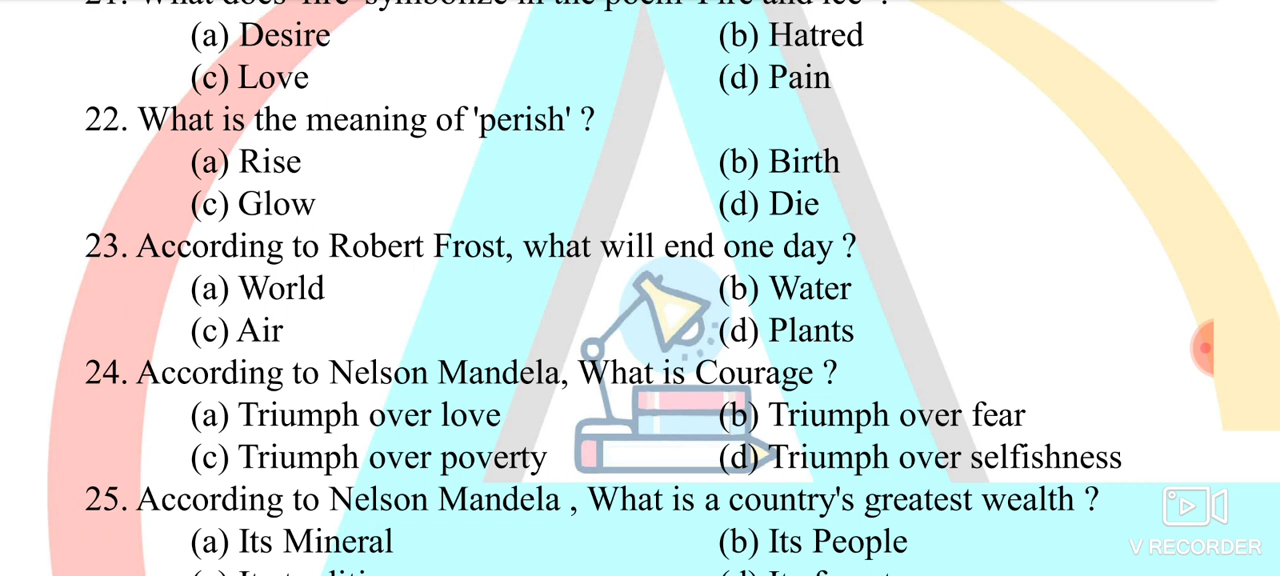 21. What does 'fire' symbolize in the poem 'Fire and Ice' ?
(a) Desire (b) Hatred
(c) Love (d) Pain
22. What is the meaning of 'perish' ?
(a) Rise (b) Birth
(c) Glow (d) Die
23. According to Robert Frost, what will end one day ?
(a) World (b) Water
(c) Air (d) Plants
24. According to Nelson Mandela, What is Courage ?
(a) Triumph over love (b) Triumph over fear
(c) Triumph over poverty (d) Triumph over selfishness
25. According to Nelson Mandela , What is a country's greatest wealth ?
(a) Its Mineral (b) Its People
V RECORDER